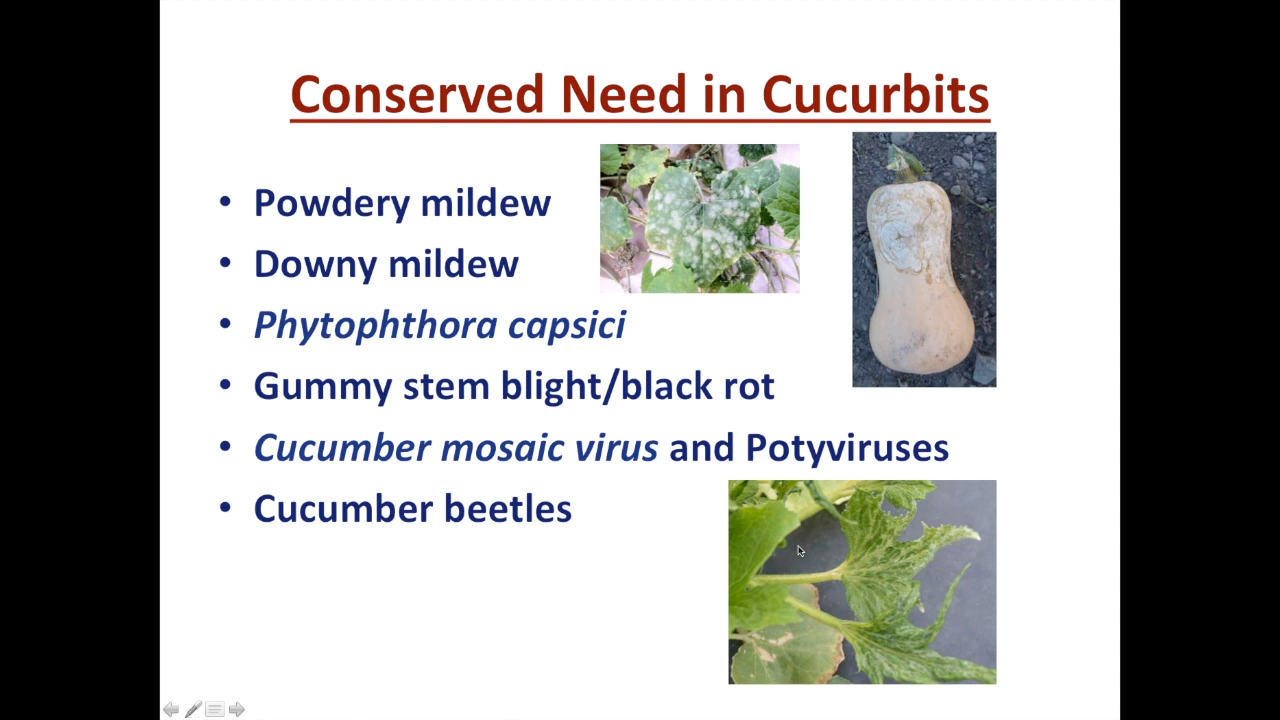 Conserved Need in Cucurbits
• Powdery mildew
• Downy mildew
• Phytophthora capsici
• Gummy stem blight/black rot
• Cucumber mosaic virus and Potyviruses
• Cucumber beetles